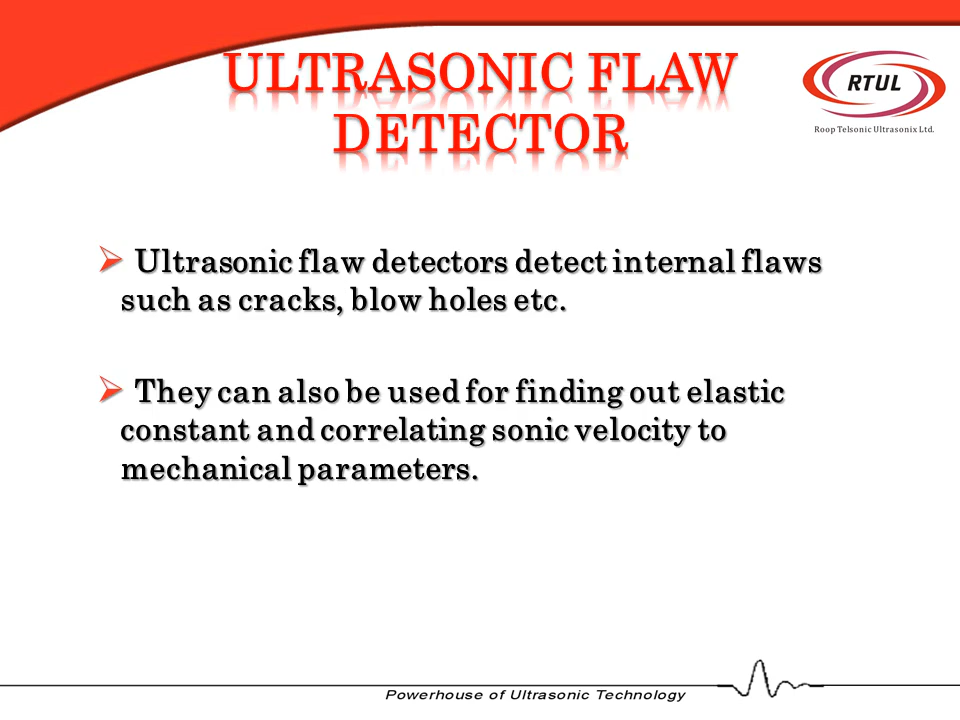 ULTRASONIC FLAW
DETECTOR
RTUL
Roop Telsonic Ultrasonix Ltd.
➢ Ultrasonic flaw detectors detect internal flaws
such as cracks, blow holes etc.
➢ They can also be used for finding out elastic
constant and correlating sonic velocity to
mechanical parameters.
Powerhouse of Ultrasonic Technology